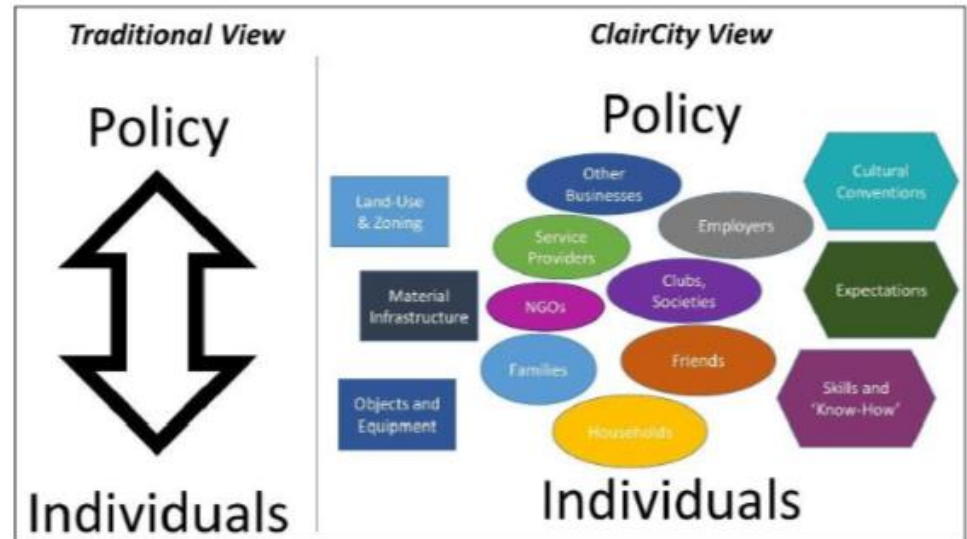 Traditional View
Policy
Individuals
ClairCity View
Policy
Land-Use
& Zoning
Material
Infrastructure
Objects and
Equipment
Other
Businesses
Employers
Service
Providers
Clubs,
Societies
NGOs
Families
Friends
Households
Cultural
Conventions
Expectations
Skills and
‘Know-How’
Individuals